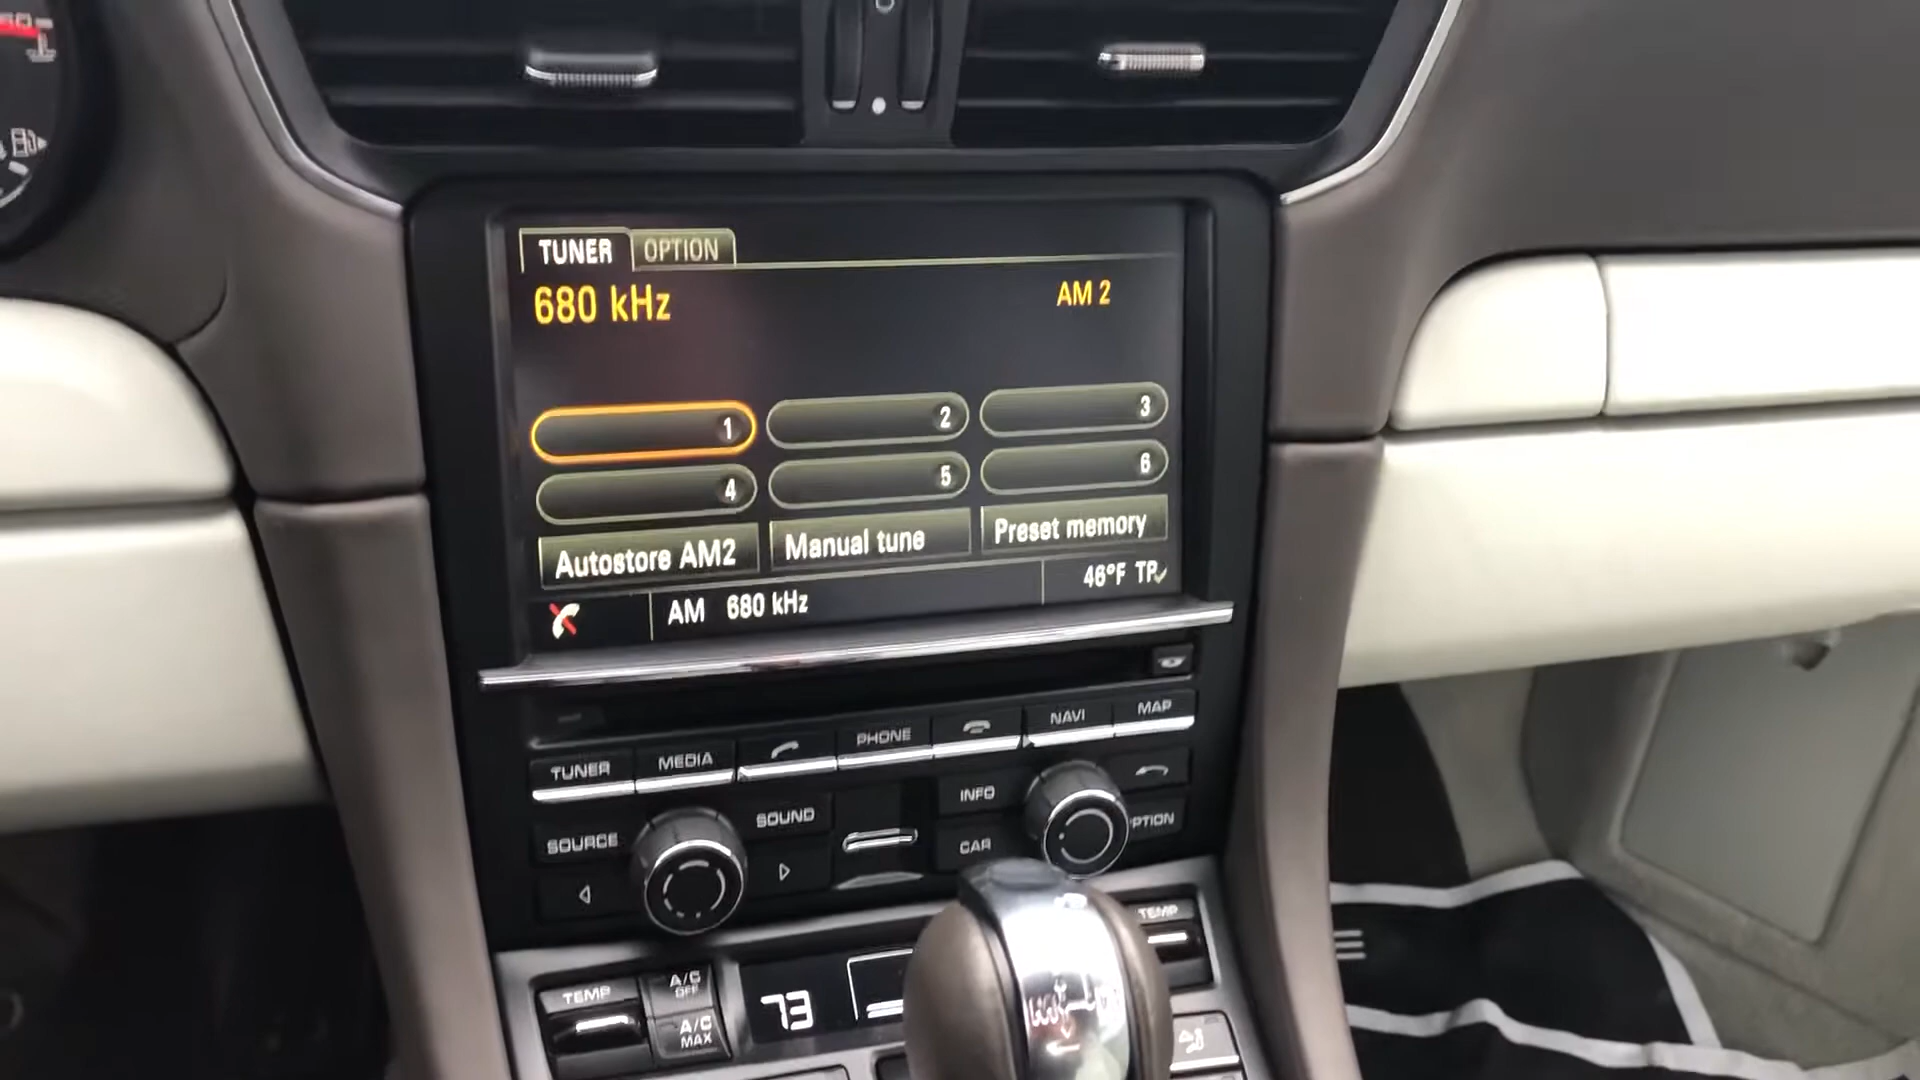 TUNER OPTION
680 kHz AM 2
1 2 3
4 5 6
Autostore AM2 Manual tune Preset memory
AM 680 kHz 46°F TP
TUNER MEDIA PHONE NAVI MAP
SOURCE SOUND INFO
CAR PTION
TEMP A/C OFF 73 TEMP
A/C MAX